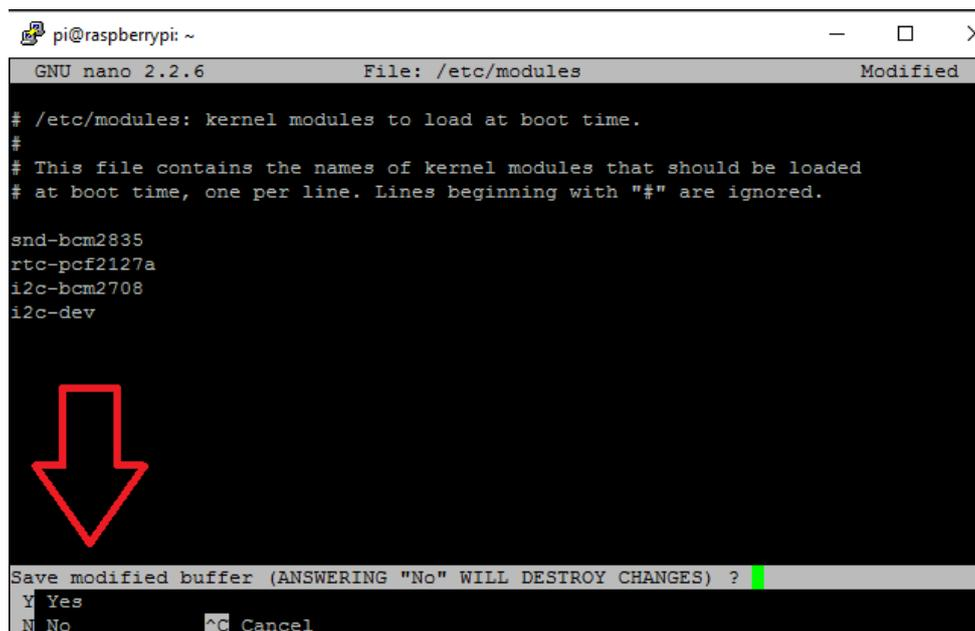 pi@raspberrypi: ~
GNU nano 2.2.6 File: /etc/modules Modified
# /etc/modules: kernel modules to load at boot time.
#
# This file contains the names of kernel modules that should be loaded
# at boot time, one per line. Lines beginning with "#" are ignored.
snd-bcm2835
rtc-pcf2127a
i2c-bcm2708
i2c-dev
Save modified buffer (ANSWERING "No" WILL DESTROY CHANGES) ?
Y Yes
N No ^C Cancel